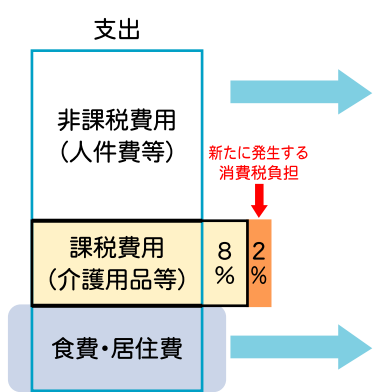 支出
非課税費用
(人件費等)
新たに発生する
消費税負担
課税費用
(介護用品等)
8
%
2
%
食費・居住費